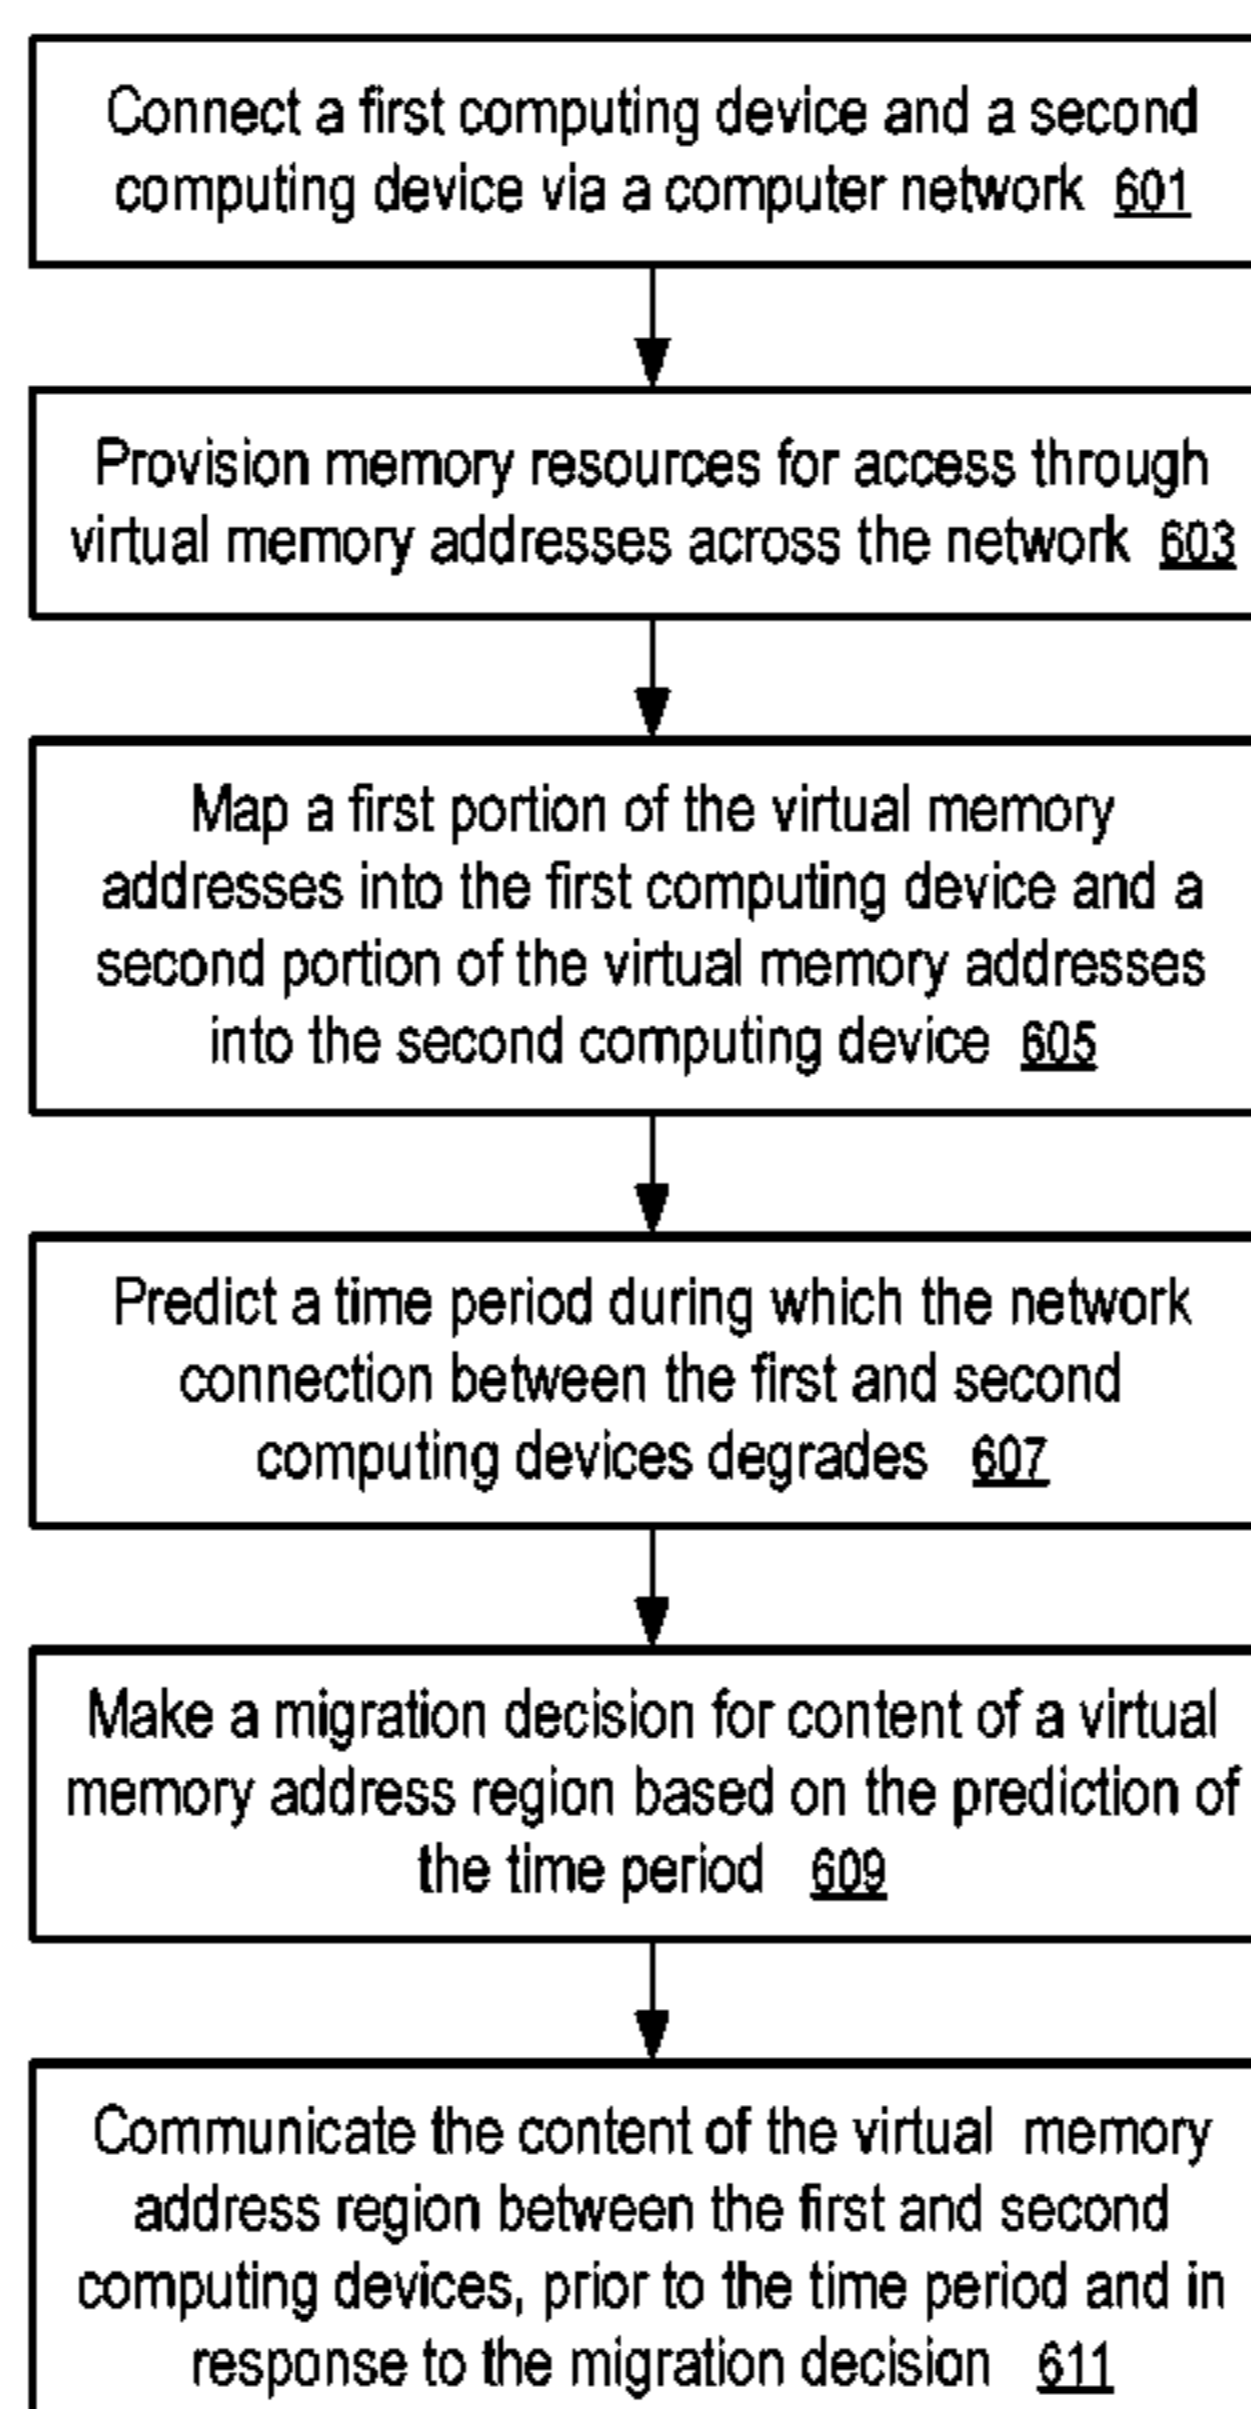 Connect a first computing device and a second
computing device via a computer network 601
Provision memory resources for access through
virtual memory addresses across the network 603
Map a first portion of the virtual memory
addresses into the first computing device and a
second portion of the virtual memory addresses
into the second computing device 605
Predict a time period during which the network
connection between the first and second
computing devices degrades 607
Make a migration decision for content of a virtual
memory address region based on the prediction of
the time period 609
Communicate the content of the virtual memory
address region between the first and second
computing devices, prior to the time period and in
response to the migration decision 611